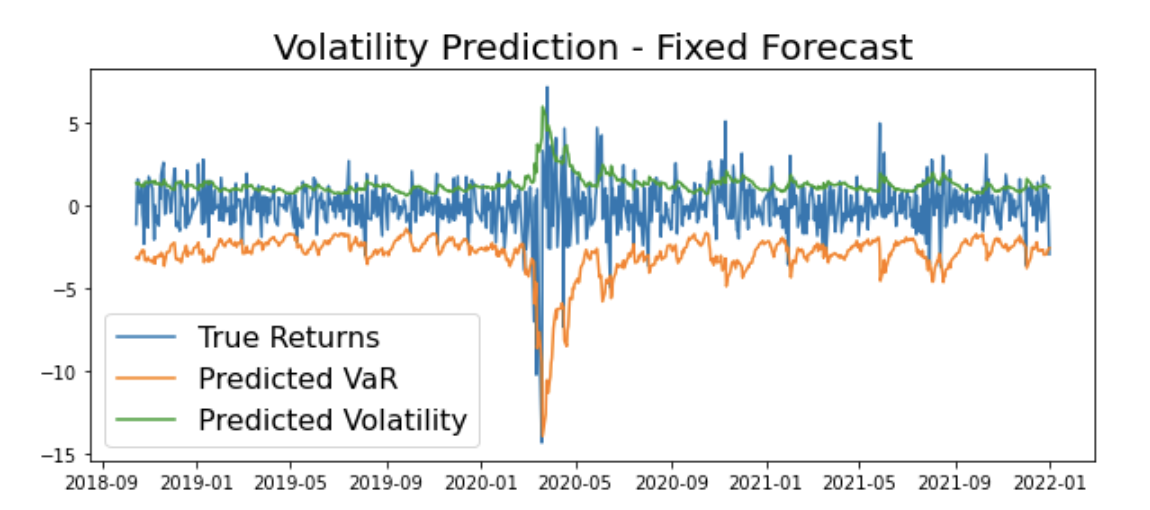 Volatility Prediction - Fixed Forecast
5
0
−5
−10
−15
True Returns
Predicted VaR
Predicted Volatility
2018-09 2019-01 2019-05 2019-09 2020-01 2020-05 2020-09 2021-01 2021-05 2021-09 2022-01